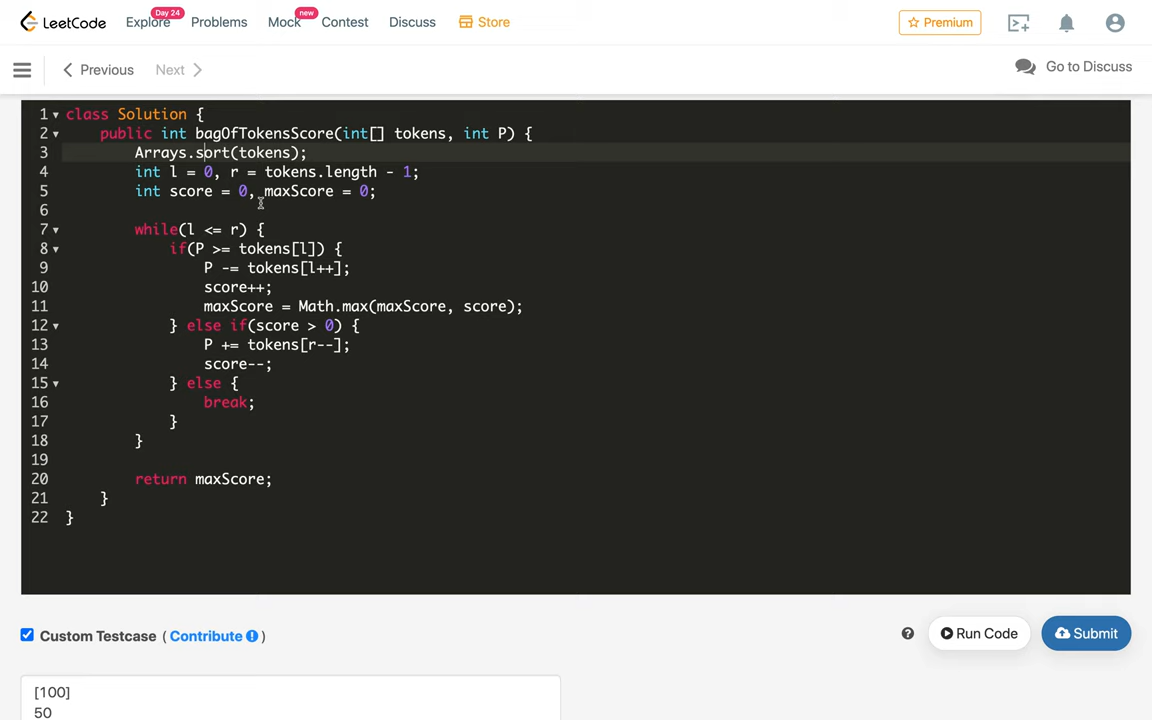 LeetCode Explore Day 24 Problems Mock new Contest Discuss Store Premium
Previous Next Go to Discuss
1 class Solution {
2 public int bagOfTokensScore(int[] tokens, int P) {
3 Arrays.sort(tokens);
4 int l = 0, r = tokens.length - 1;
5 int score = 0, maxScore = 0;
6
7 while(l <= r) {
8 if(P >= tokens[l]) {
9 P -= tokens[l++];
10 score++;
11 maxScore = Math.max(maxScore, score);
12 } else if(score > 0) {
13 P += tokens[r--];
14 score--;
15 } else {
16 break;
17 }
18 }
19
20 return maxScore;
21 }
22 }
Custom Testcase ( Contribute ) ? Run Code Submit
[100]
50